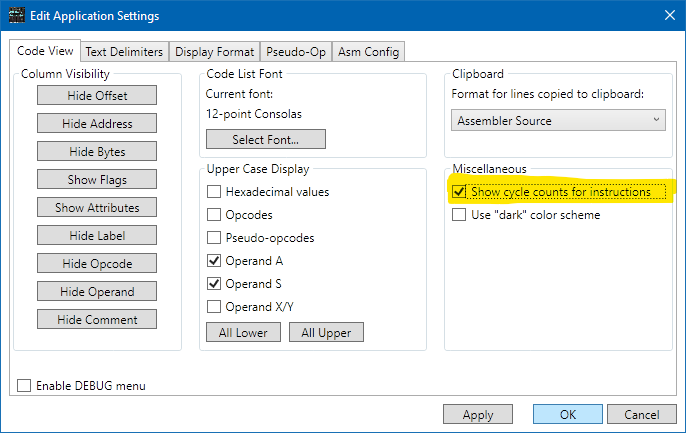 Edit Application Settings
Code View
Text Delimiters
Display Format
Pseudo-Op
Asm Config
Column Visibility
Hide Offset
Hide Address
Hide Bytes
Show Flags
Show Attributes
Hide Label
Hide Opcode
Hide Operand
Hide Comment
Code List Font
Current font:
12-point Consolas
Select Font...
Upper Case Display
Hexadecimal values
Opcodes
Pseudo-opcodes
Operand A
Operand S
Operand X/Y
All Lower
All Upper
Clipboard
Format for lines copied to clipboard:
Assembler Source
Miscellaneous
Show cycle counts for instructions
Use "dark" color scheme
Enable DEBUG menu
Apply
OK
Cancel